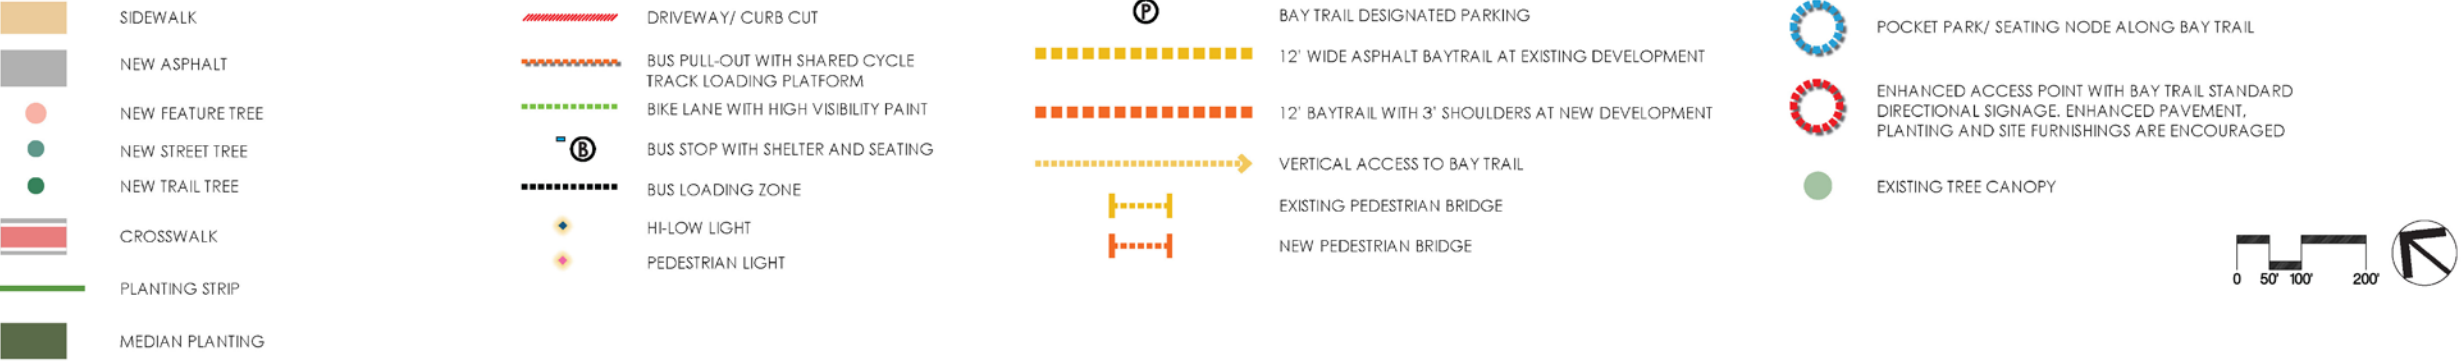 SIDEWALK
NEW ASPHALT
NEW FEATURE TREE
NEW STREET TREE
NEW TRAIL TREE
CROSSWALK
PLANTING STRIP
MEDIAN PLANTING
DRIVEWAY/ CURB CUT
BUS PULL-OUT WITH SHARED CYCLE
TRACK LOADING PLATFORM
BIKE LANE WITH HIGH VISIBILITY PAINT
B
BUS STOP WITH SHELTER AND SEATING
BUS LOADING ZONE
HI-LOW LIGHT
PEDESTRIAN LIGHT
P
BAY TRAIL DESIGNATED PARKING
12' WIDE ASPHALT BAYTRAIL AT EXISTING DEVELOPMENT
12' BAYTRAIL WITH 3' SHOULDERS AT NEW DEVELOPMENT
VERTICAL ACCESS TO BAY TRAIL
EXISTING PEDESTRIAN BRIDGE
NEW PEDESTRIAN BRIDGE
POCKET PARK/ SEATING NODE ALONG BAY TRAIL
ENHANCED ACCESS POINT WITH BAY TRAIL STANDARD
DIRECTIONAL SIGNAGE. ENHANCED PAVEMENT,
PLANTING AND SITE FURNISHINGS ARE ENCOURAGED
EXISTING TREE CANOPY
0 50' 100' 200'